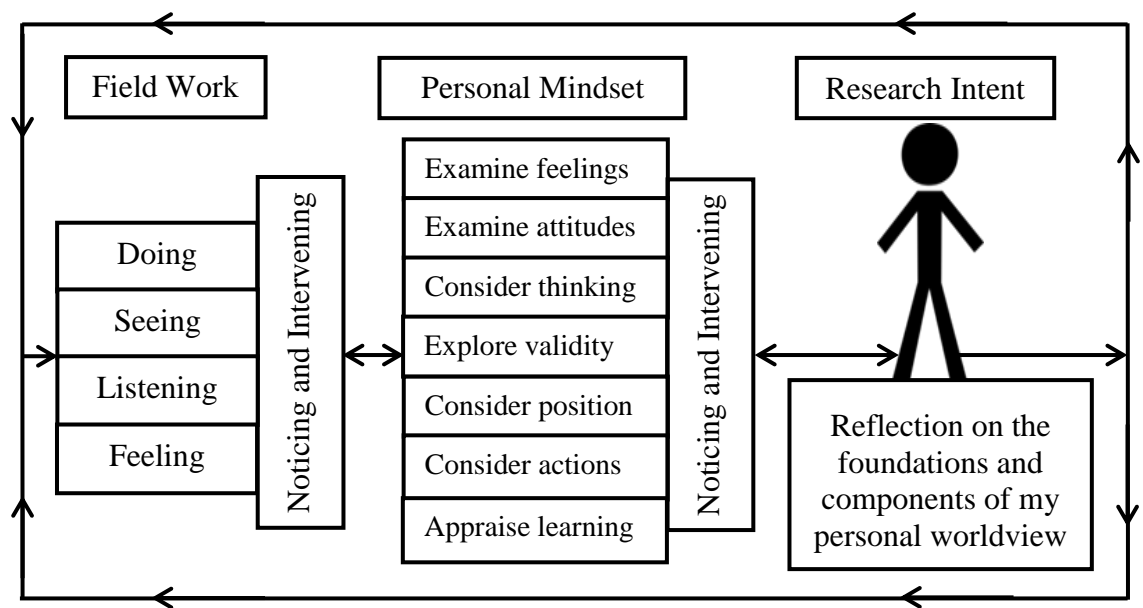 Field Work
Personal Mindset
Research Intent
Doing
Seeing
Listening
Feeling
Noticing and Intervening
Examine feelings
Examine attitudes
Consider thinking
Explore validity
Consider position
Consider actions
Appraise learning
Noticing and Intervening
Reflection on the
foundations and
components of my
personal worldview